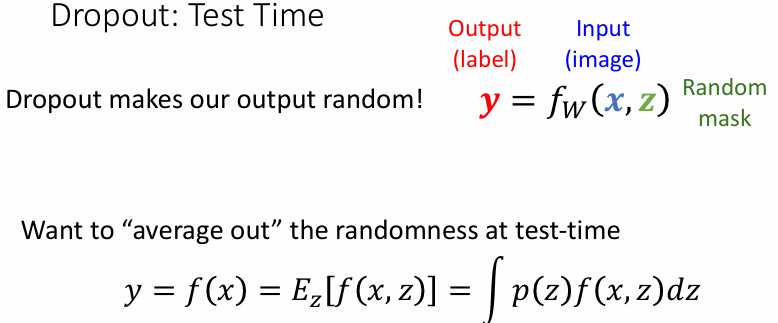 Dropout: Test Time
Output Input
(label) (image)
Dropout makes our output random! y = f_W(x, z) Random
mask
Want to “average out” the randomness at test-time
y = f(x) = E_z[f(x, z)] = ∫ p(z)f(x, z)dz